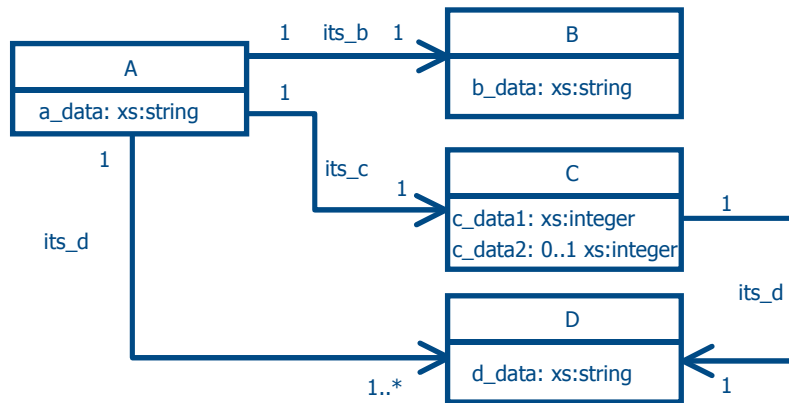 1 its_b 1
B
A
b_data: xs:string
a_data: xs:string
1
1
its_c
C
1
1
c_data1: xs:integer
its_d
c_data2: 0..1 xs:integer
its_d
D
d_data: xs:string
1..*
1